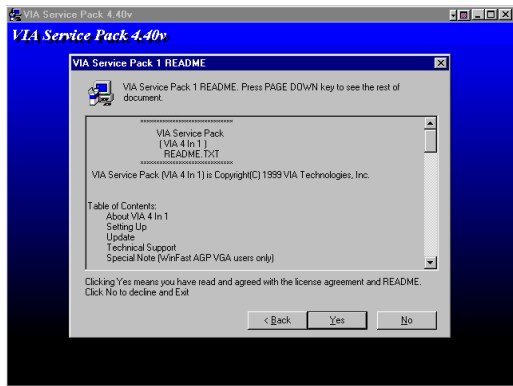 VIA Service Pack 4.40v
VIA Service Pack 4.40v
VIA Service Pack 1 README
VIA Service Pack 1 README. Press PAGE DOWN key to see the rest of
document.
==============================
VIA Service Pack
( VIA 4 In 1 )
README.TXT
==============================
VIA Service Pack (VIA 4 In 1) is Copyright(C) 1999 VIA Technologies, Inc.
Table of Contents:
About VIA 4 In 1
Setting Up
Update
Technical Support
Special Note (WinFast AGP VGA users only)
Clicking Yes means you have read and agreed with the license agreement and README.
Click No to decline and Exit
< Back
Yes
No